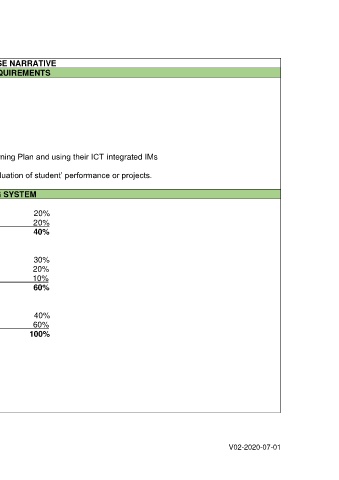 SE NARRATIVE
QUIREMENTS
ning Plan and using their ICT integrated IMs
luation of student' performance or projects.
SYSTEM
20%
20%
40%
30%
20%
10%
60%
40%
60%
100%
V02-2020-07-01